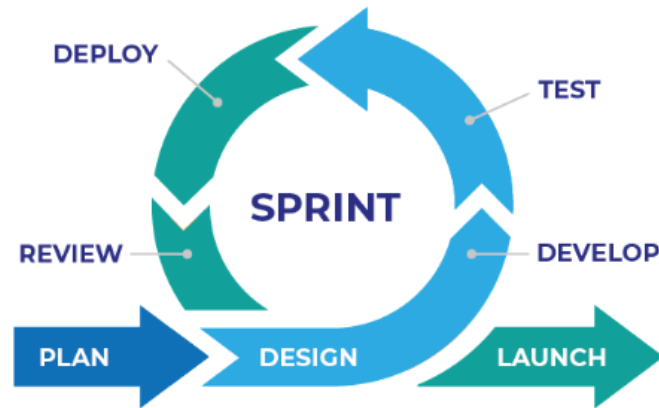 DEPLOY
TEST
SPRINT
REVIEW
DEVELOP
PLAN
DESIGN
LAUNCH